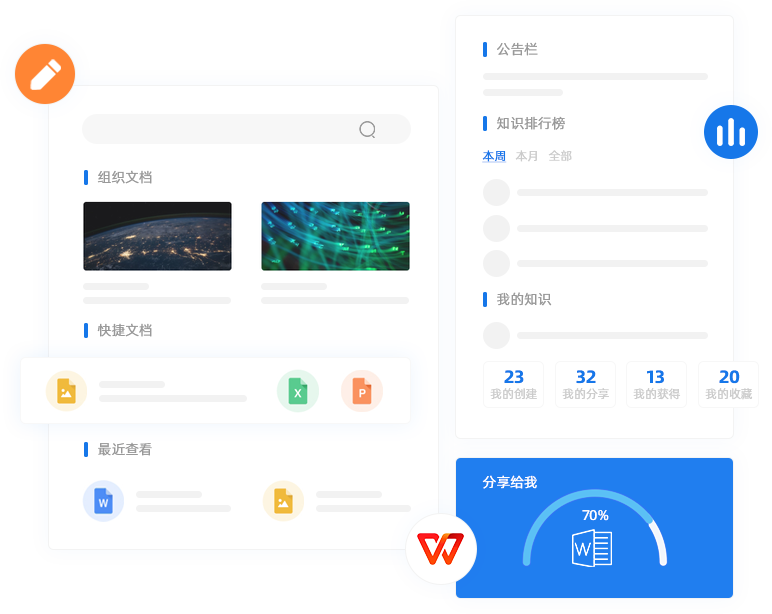 组织文档
快捷文档
X
P
最近查看
W
公告栏
知识排行榜
本周 本月 全部
我的知识
23 32 13 20
我的创建 我的分享 我的获得 我的收藏
分享给我
70%
W
W